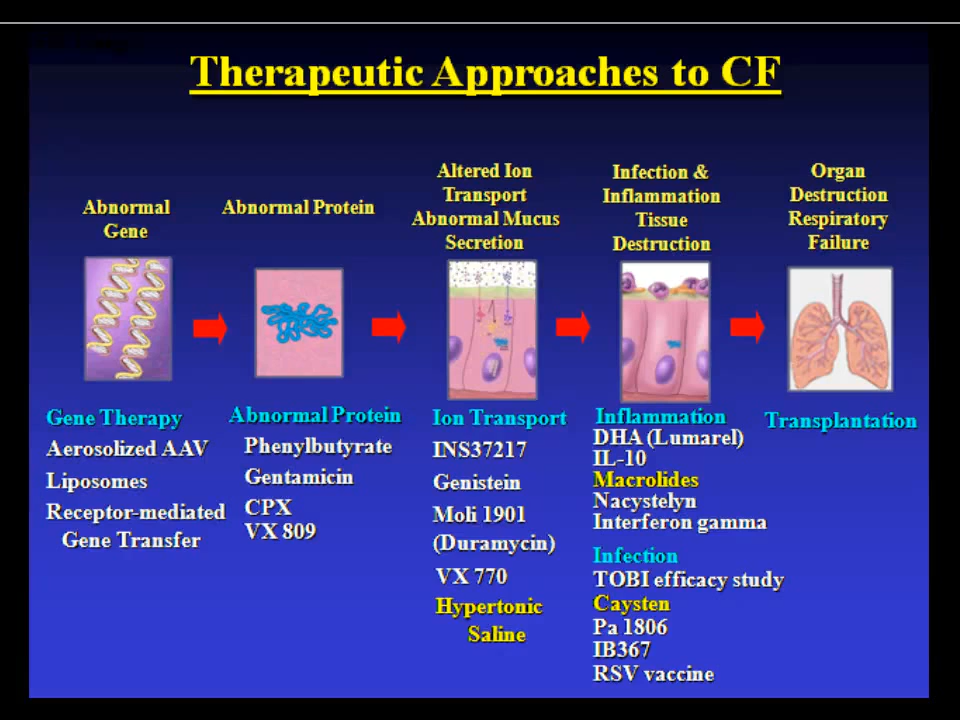 Therapeutic Approaches to CF
Abnormal
Gene
Abnormal Protein
Altered Ion
Transport
Abnormal Mucus
Secretion
Infection &
Inflammation
Tissue
Destruction
Organ
Destruction
Respiratory
Failure
Gene Therapy
Aerosolized AAV
Liposomes
Receptor-mediated
Gene Transfer
Abnormal Protein
Phenylbutyrate
Gentamicin
CPX
VX 809
Ion Transport
INS37217
Genistein
Moli 1901
(Duramycin)
VX 770
Hypertonic
Saline
Inflammation
DHA (Lumarel)
IL-10
Macrolides
Nacystelyn
Interferon gamma
Infection
TOBI efficacy study
Caysten
Pa 1806
IB367
RSV vaccine
Transplantation